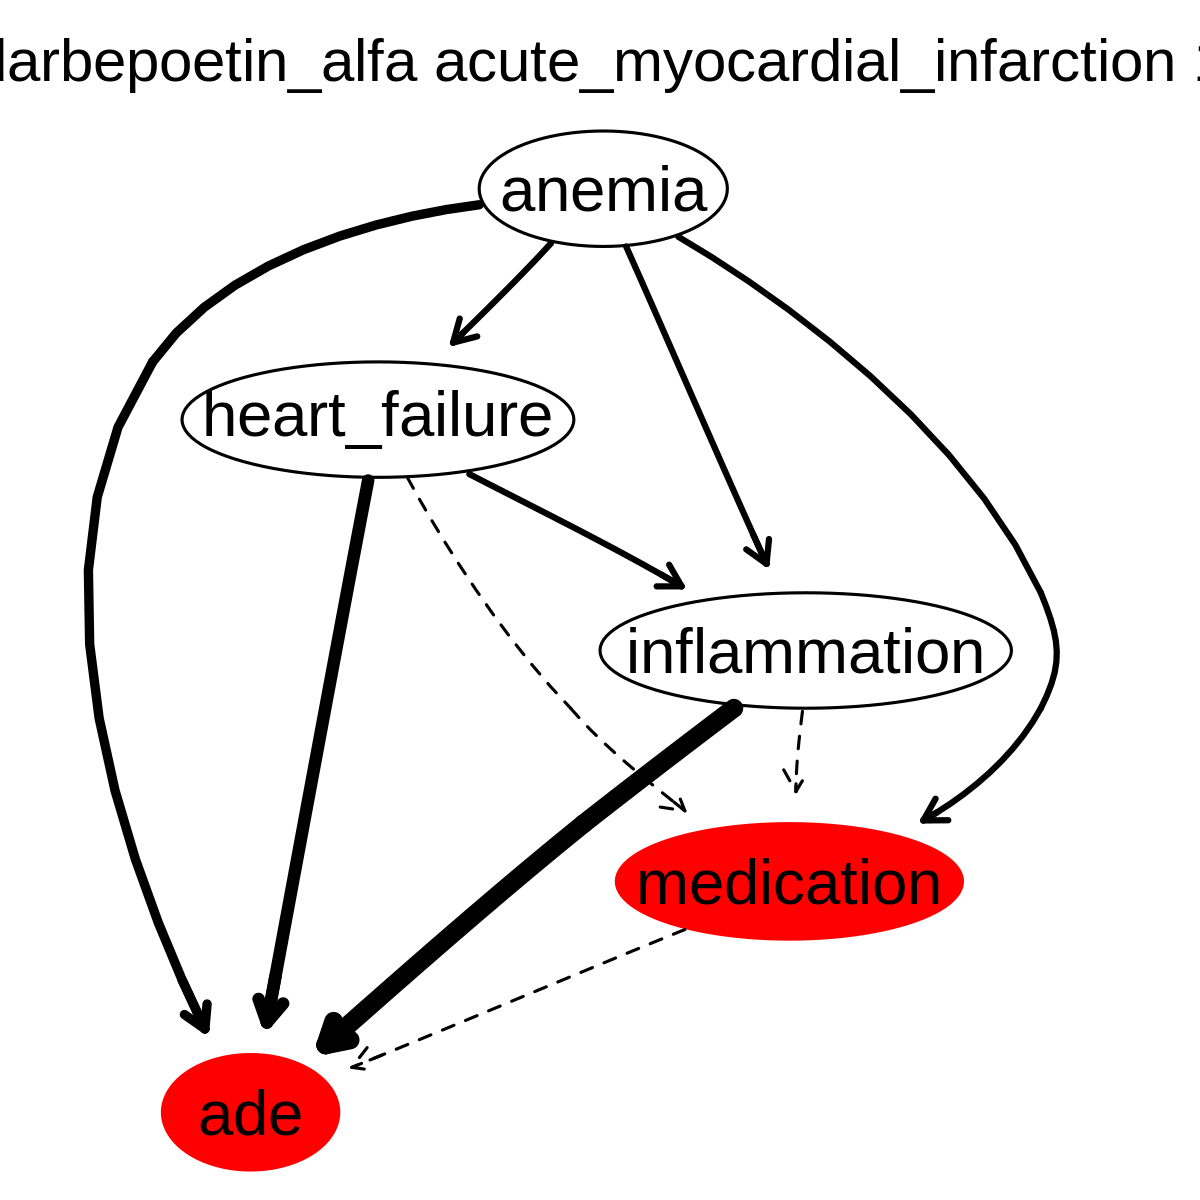 larbepoetin_alfa acute_myocardial_infarction
anemia
heart_failure
inflammation
medication
ade